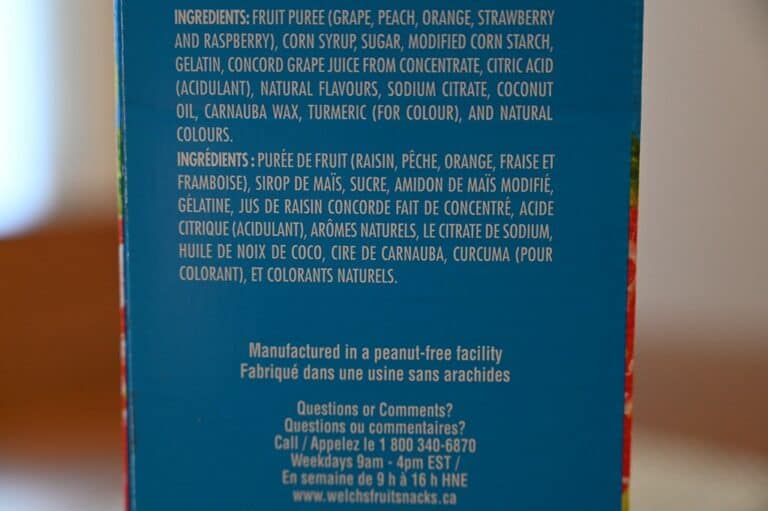 INGREDIENTS: FRUIT PUREE (GRAPE, PEACH, ORANGE, STRAWBERRY
AND RASPBERRY), CORN SYRUP, SUGAR, MODIFIED CORN STARCH,
GELATIN, CONCORD GRAPE JUICE FROM CONCENTRATE, CITRIC ACID
(ACIDULANT), NATURAL FLAVOURS, SODIUM CITRATE, COCONUT
OIL, CARNAUBA WAX, TURMERIC (FOR COLOUR), AND NATURAL
COLOURS.
INGRÉDIENTS : PURÉE DE FRUIT (RAISIN, PÊCHE, ORANGE, FRAISE ET
FRAMBOISE), SIROP DE MAÏS, SUCRE, AMIDON DE MAÏS MODIFIÉ,
GÉLATINE, JUS DE RAISIN CONCORDE FAIT DE CONCENTRÉ, ACIDE
CITRIQUE (ACIDULANT), ARÔMES NATURELS, LE CITRATE DE SODIUM,
HUILE DE NOIX DE COCO, CIRE DE CARNAUBA, CURCUMA (POUR
COLORANT), ET COLORANTS NATURELS.
Manufactured in a peanut-free facility
Fabriqué dans une usine sans arachides
Questions or Comments?
Questions ou commentaires?
Call / Appelez le 1 800 340-6870
Weekdays 9am - 4pm EST /
En semaine de 9 h à 16 h HNE
www.welchsfruitsnacks.ca